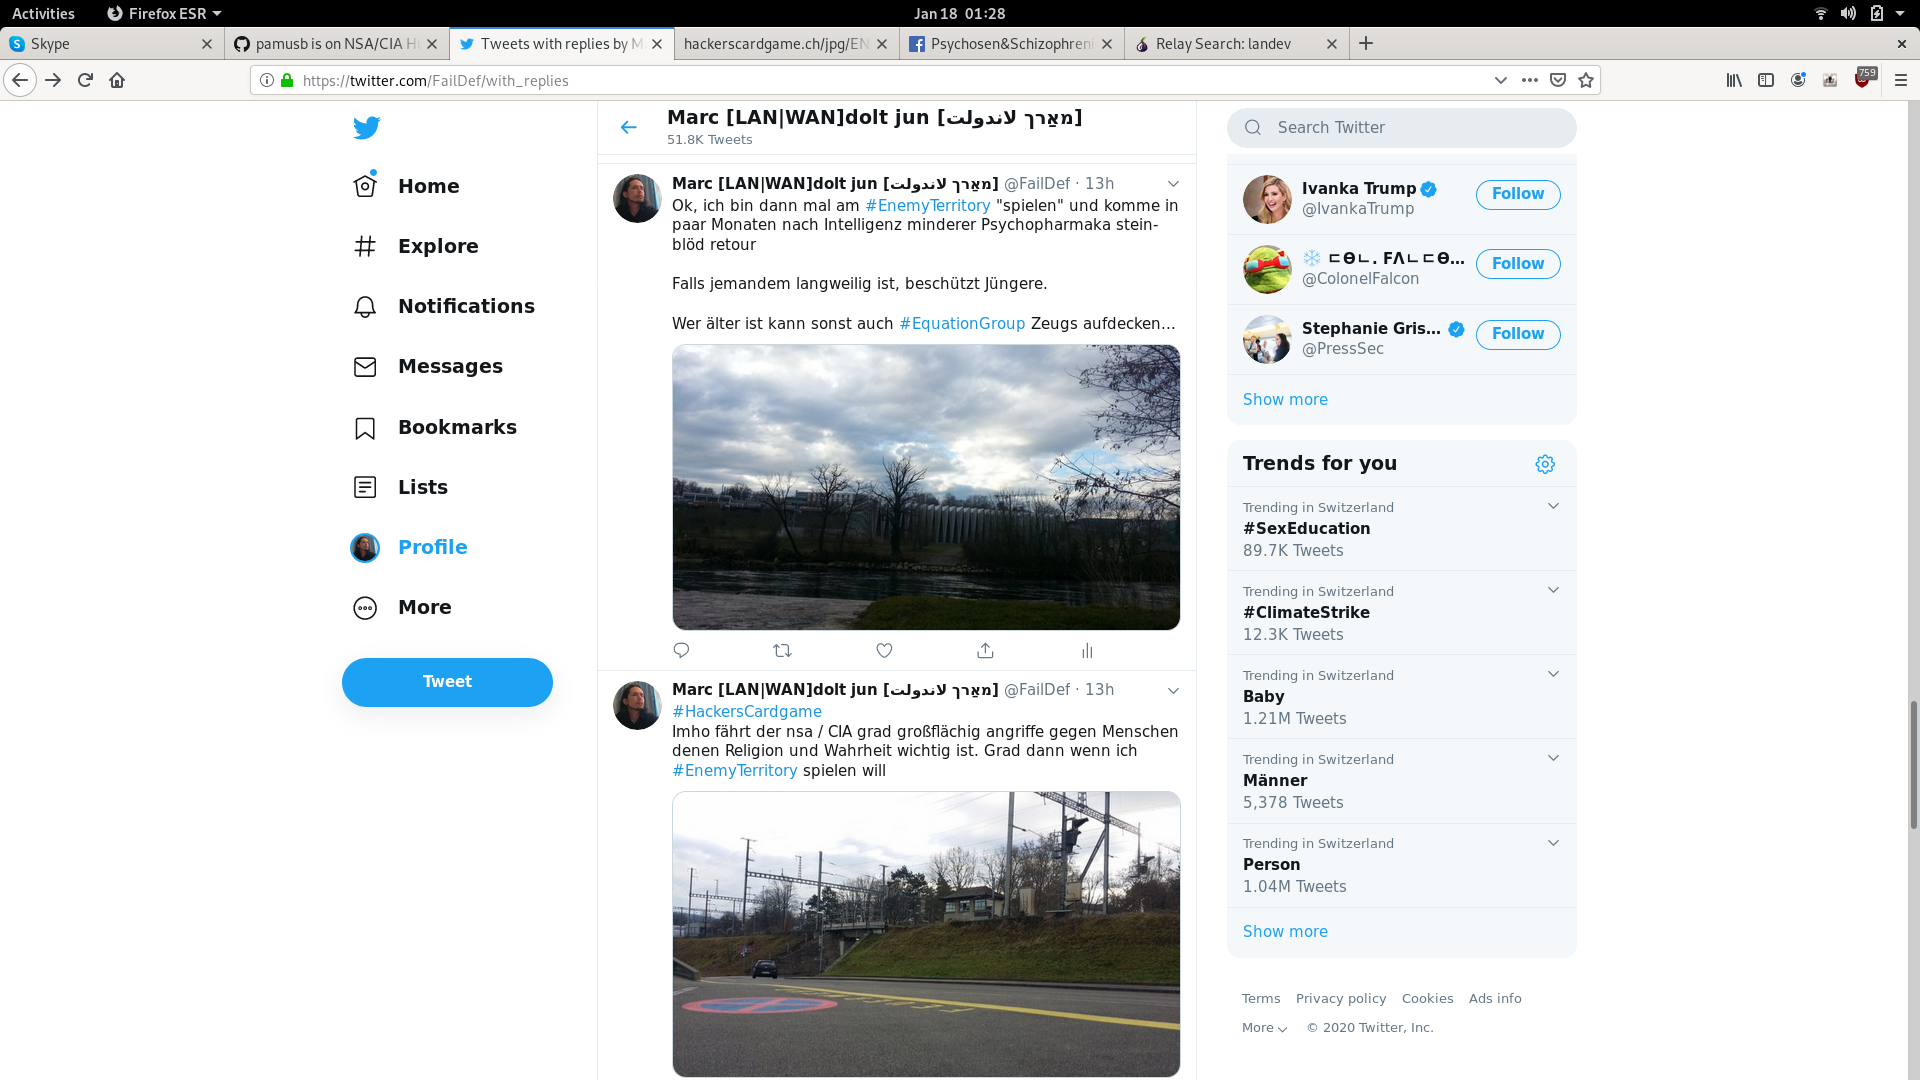 Activities
Firefox ESR
Jan 18 01:28
Skype
pamusb is on NSA/CIA H
Tweets with replies by M
hackerscardgame.ch/jpg/EN
Psychosen&Schizophren
Relay Search: landev
https://twitter.com/FailDef/with_replies
759
Marc [LAN|WAN]dolt jun [מאַרך لاندولت]
51.8K Tweets
Home
Explore
Notifications
Messages
Bookmarks
Lists
Profile
More
Tweet
Marc [LAN|WAN]dolt jun [מאַרך لاندولت] @FailDef · 13h
Ok, ich bin dann mal am #EnemyTerritory "spielen" und komme in
paar Monaten nach Intelligenz minderer Psychopharmaka stein-
blöd retour
Falls jemandem langweilig ist, beschützt Jüngere.
Wer älter ist kann sonst auch #EquationGroup Zeugs aufdecken…
Marc [LAN|WAN]dolt jun [מאַרך لاندولت] @FailDef · 13h
#HackersCardgame
Imho fährt der nsa / CIA grad großflächig angriffe gegen Menschen
denen Religion und Wahrheit wichtig ist. Grad dann wenn ich
#EnemyTerritory spielen will
Search Twitter
Ivanka Trump
@IvankaTrump
Follow
@ColonelFalcon
Follow
Stephanie Gris...
@PressSec
Follow
Show more
Trends for you
Trending in Switzerland
#SexEducation
89.7K Tweets
Trending in Switzerland
#ClimateStrike
12.3K Tweets
Trending in Switzerland
Baby
1.21M Tweets
Trending in Switzerland
Männer
5,378 Tweets
Trending in Switzerland
Person
1.04M Tweets
Show more
Terms Privacy policy Cookies Ads info
More © 2020 Twitter, Inc.